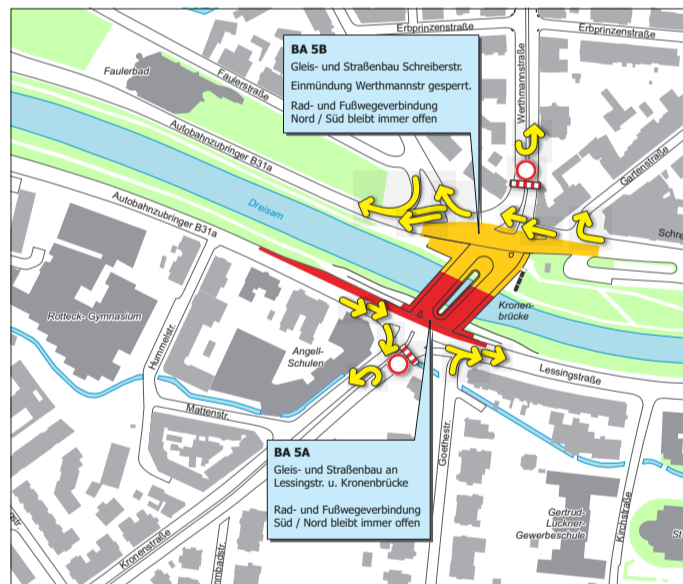 Erbprinzenstraße
Erbprinzenstraße
Faulerbad
Faulerstraße
BA 5B
Gleis- und Straßenbau Schreiberstr.
Einmündung Werthmannstr gesperrt.
Rad- und Fußwegeverbindung
Nord / Süd bleibt immer offen
Werthmannstraße
Gartenstraße
Autobahnzubringer B31a
Autobahnzubringer B31a
Dreisam
Schre
Rotteck- Gymnasium
Hummelstr.
Angell-
Schulen
Kronen-
brücke
Lessingstraße
Mattenstr.
BA 5A
Gleis- und Straßenbau an
Lessingstr. u. Kronenbrücke
Rad- und Fußwegeverbindung
Süd / Nord bleibt immer offen
Goethestr.
Gertrud-
Luckner-
Gewerbeschule
Kirchstraße
St.
Kronenstraße
ombadstr.